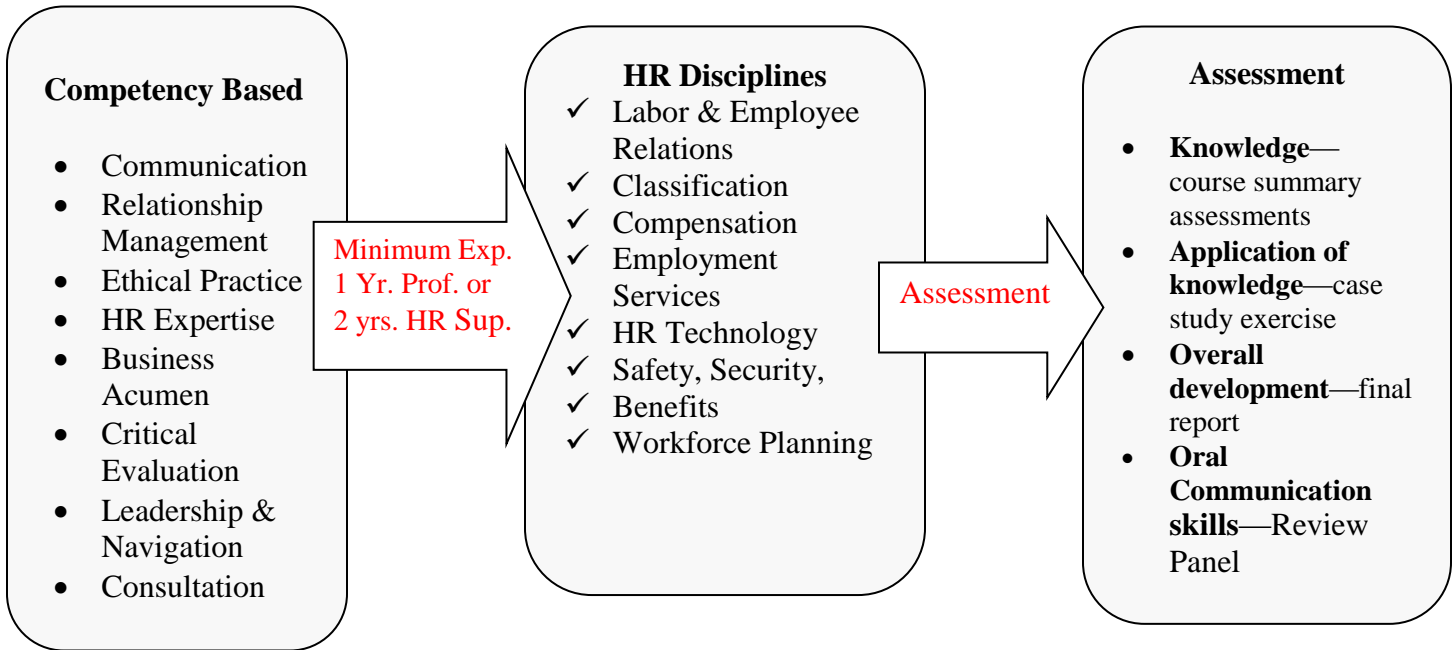 Competency Based
• Communication
• Relationship
Management
• Ethical Practice
• HR Expertise
• Business
Acumen
• Critical
Evaluation
• Leadership &
Navigation
• Consultation
Minimum Exp.
1 Yr. Prof. or
2 yrs. HR Sup.
HR Disciplines
✓ Labor & Employee
Relations
✓ Classification
✓ Compensation
✓ Employment
Services
✓ HR Technology
✓ Safety, Security,
✓ Benefits
✓ Workforce Planning
Assessment
Assessment
• Knowledge—
course summary
assessments
• Application of
knowledge—case
study exercise
• Overall
development—final
report
• Oral
Communication
skills—Review
Panel